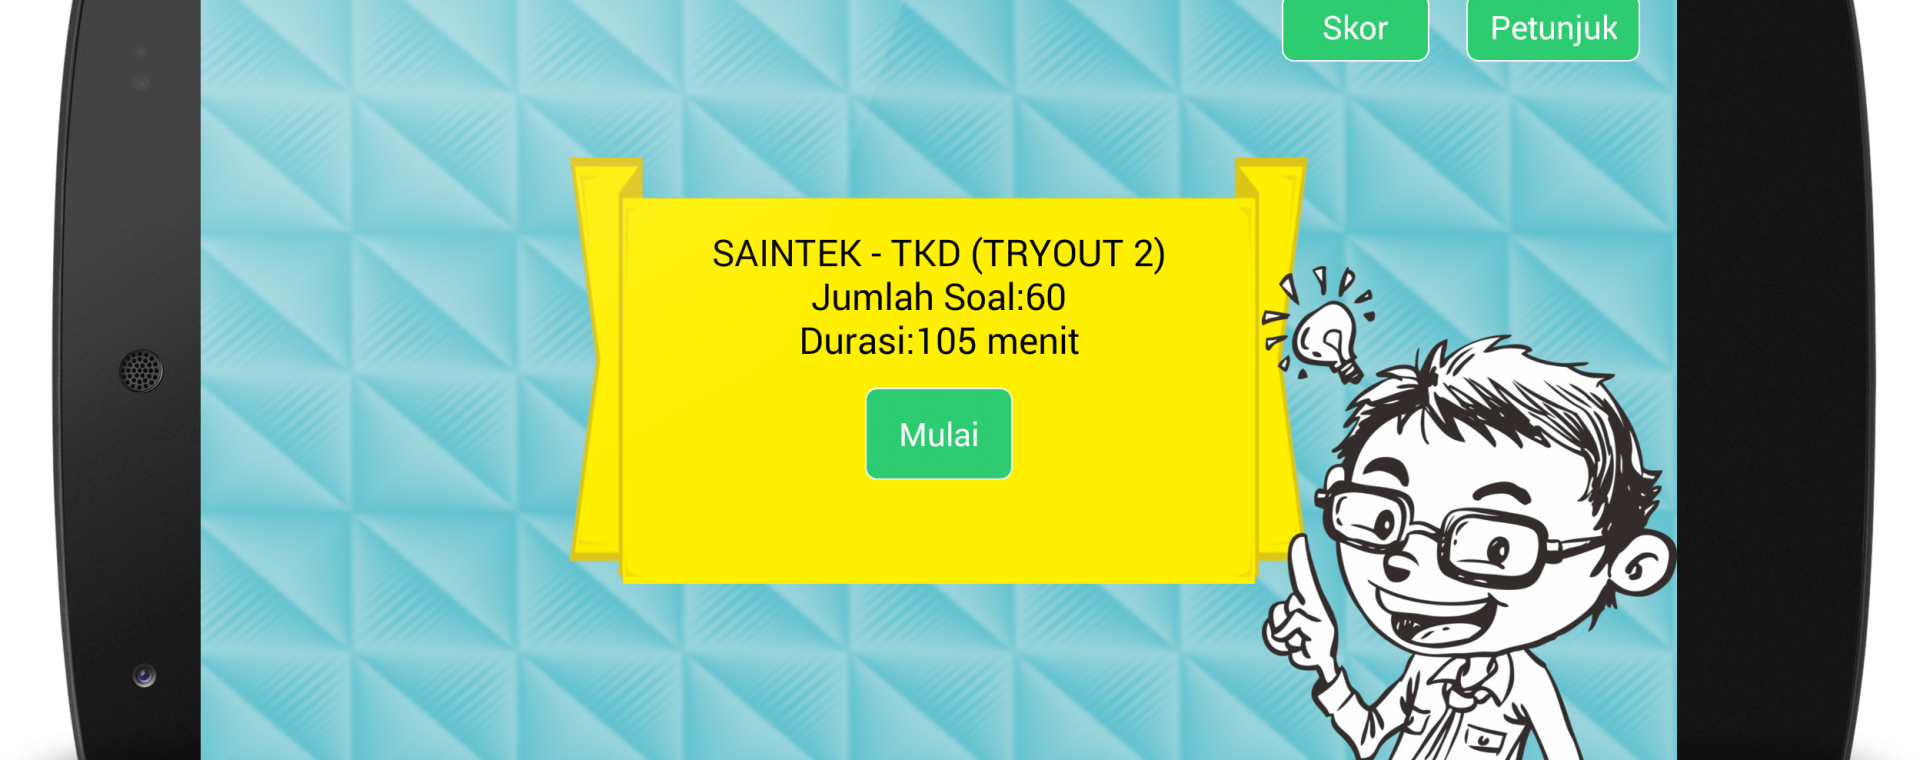 Skor
Petunjuk
SAINTEK - TKD (TRYOUT 2)
Jumlah Soal:60
Durasi:105 menit
Mulai